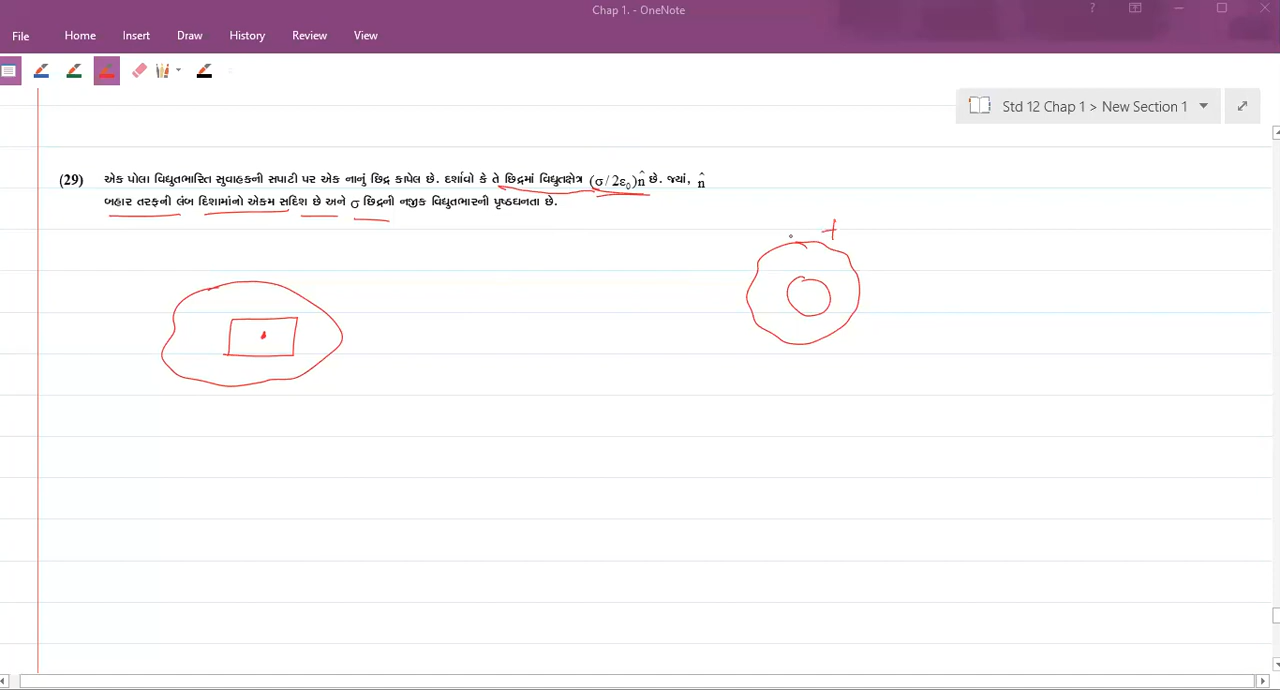 Chap 1. - OneNote
?
File Home Insert Draw History Review View
Std 12 Chap 1 > New Section 1
(29) એક પોલા વિદ્યુતભારિત સુવાહકની સપાટી પર એક નાનું છિદ્ર કાપેલ છે. દર્શાવો કે તે છિદ્રમાં વિદ્યુતક્ષેત્ર (σ/2ε₀)n̂ છે. જ્યાં, n̂
બહાર તરફની લંબ દિશામાંનો એકમ સદિશ છે અને σ છિદ્રની નજીક વિદ્યુતભારની પૃષ્ઠઘનતા છે.
+